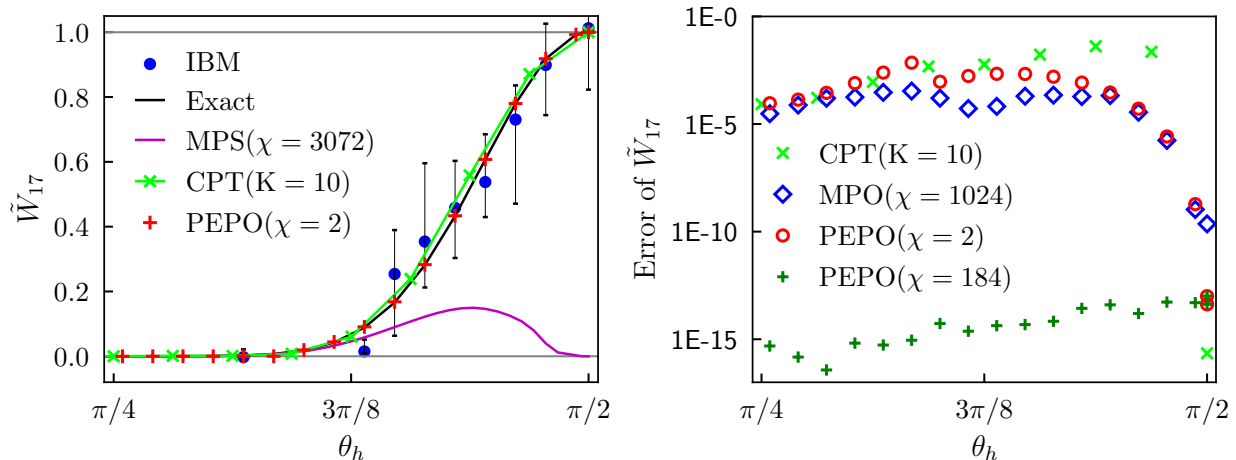 1.0
0.8
0.6
0.4
0.2
0.0
W̃₁₇
IBM
Exact
MPS(χ = 3072)
CPT(K = 10)
PEPO(χ = 2)
π/4
3π/8
π/2
θₕ
1E-0
1E-5
1E-10
1E-15
Error of W̃₁₇
CPT(K = 10)
MPO(χ = 1024)
PEPO(χ = 2)
PEPO(χ = 184)
π/4
3π/8
π/2
θₕ